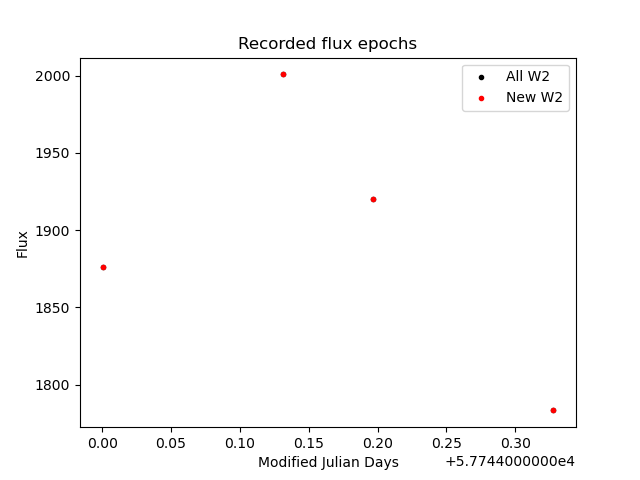 Recorded flux epochs
2000
1950
1900
1850
1800
Flux
All W2
New W2
0.00 0.05 0.10 0.15 0.20 0.25 0.30
Modified Julian Days
+5.7744000000e4